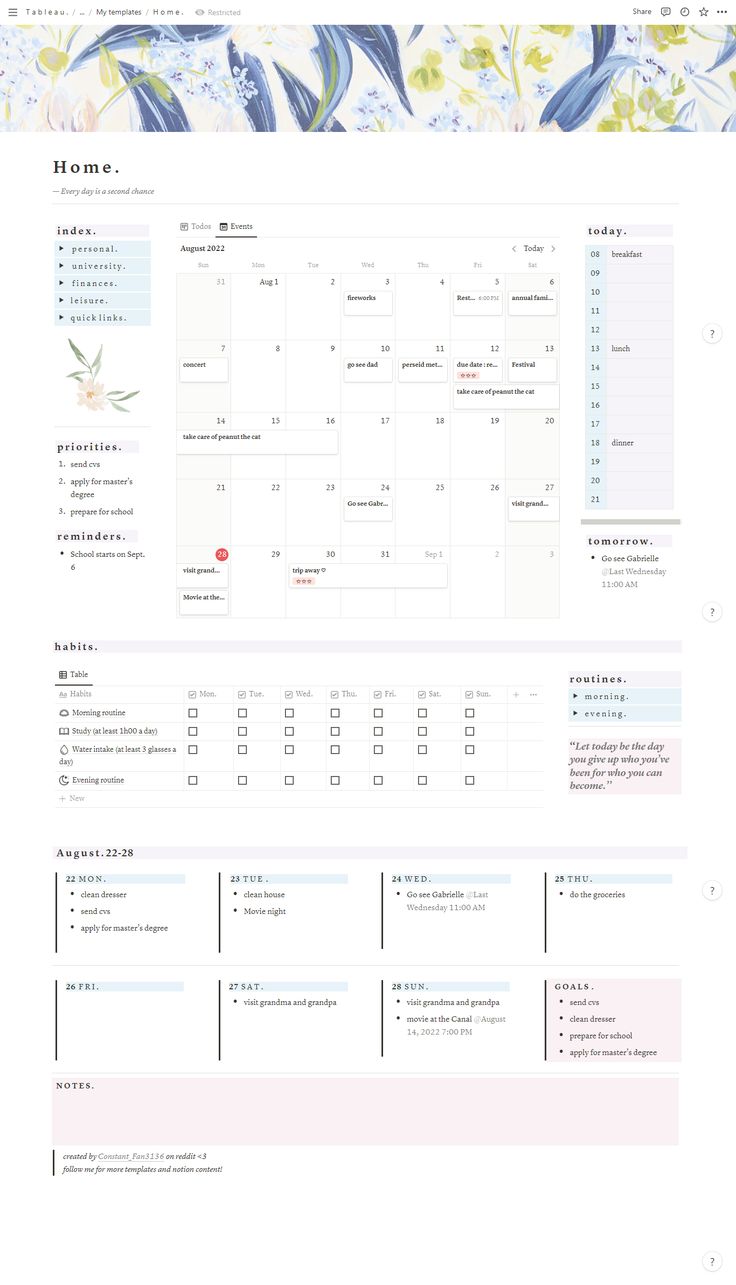 Tableau. / ... / My templates / Home. Restricted
Share
Home.
— Every day is a second chance
index.
personal.
university.
finances.
leisure.
quick links.
priorities.
1. send cvs
2. apply for master's
degree
3. prepare for school
reminders.
• School starts on Sept.
6
Todos Events
August 2022 Today
Sun Mon Tue Wed Thu Fri Sat
31 Aug 1 2 3 4 5 6
fireworks Rest... 6:00 PM annual fami...
7 8 9 10 11 12 13
concert go see dad perseid met... due date : re... Festival
☆☆☆
take care of peanut the cat
14 15 16 17 18 19 20
take care of peanut the cat
21 22 23 24 25 26 27
Go see Gabr... visit grand...
28 29 30 31 Sep 1 2 3
visit grand... trip away ♡
☆☆☆
Movie at the...
today.
08 breakfast
09
10
11
12
13 lunch
14
15
16
17
18 dinner
19
20
21
tomorrow.
• Go see Gabrielle
@Last Wednesday
11:00 AM
?
?
habits.
Table
Aa Habits Mon. Tue. Wed. Thu. Fri. Sat. Sun. + ...
Morning routine
Study (at least 1h00 a day)
Water intake (at least 3 glasses a
day)
Evening routine
+ New
routines.
morning.
evening.
“Let today be the day
you give up who you've
been for who you can
become.”
August. 22-28
22 MON.
• clean dresser
• send cvs
• apply for master's degree
23 TUE.
• clean house
• Movie night
24 WED.
• Go see Gabrielle @Last
Wednesday 11:00 AM
25 THU.
• do the groceries
?
26 FRI.
27 SAT.
• visit grandma and grandpa
28 SUN.
• visit grandma and grandpa
• movie at the Canal @August
14, 2022 7:00 PM
GOALS.
• send cvs
• clean dresser
• prepare for school
• apply for master's degree
NOTES.
created by Constant_Fan3136 on reddit <3
follow me for more templates and notion content!
?